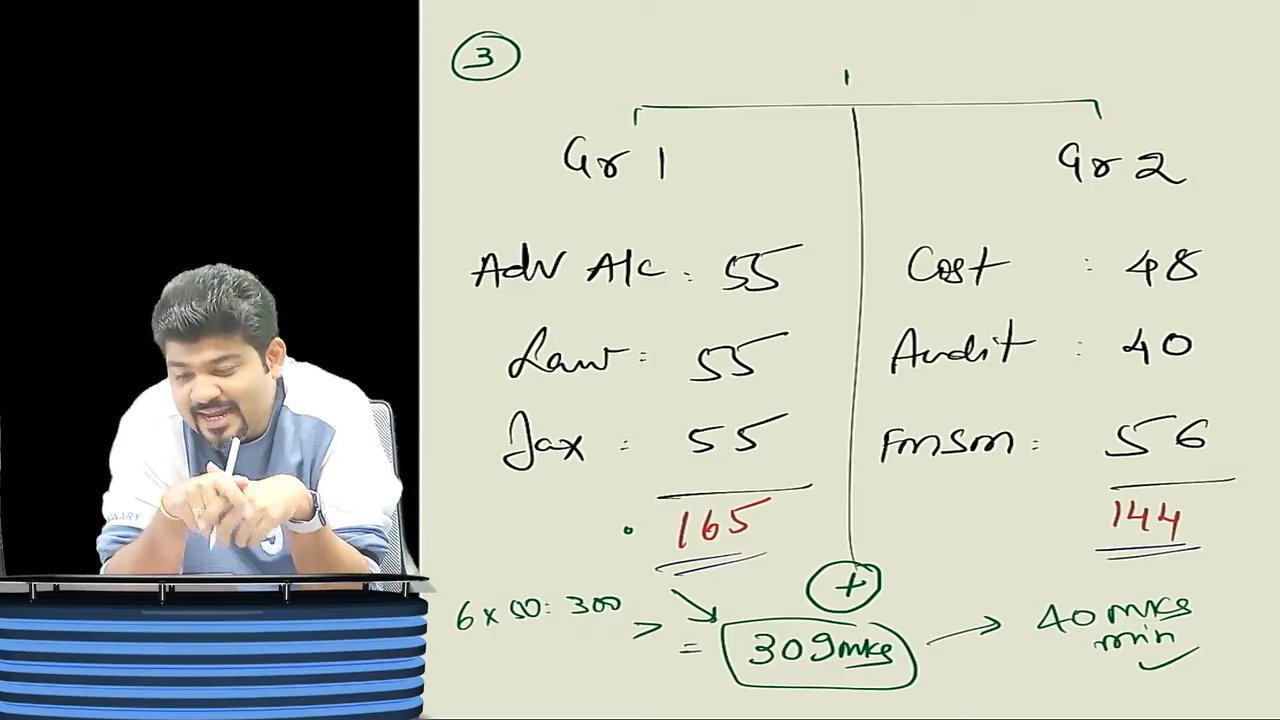 3
Gr 1
Adv A/c : 55
Law : 55
Tax : 55
165
Gr 2
Cost : 48
Audit : 40
FMSM : 56
144
+
6 x 50 : 300 > = 309 mks → 40 mks min ✓
NARY